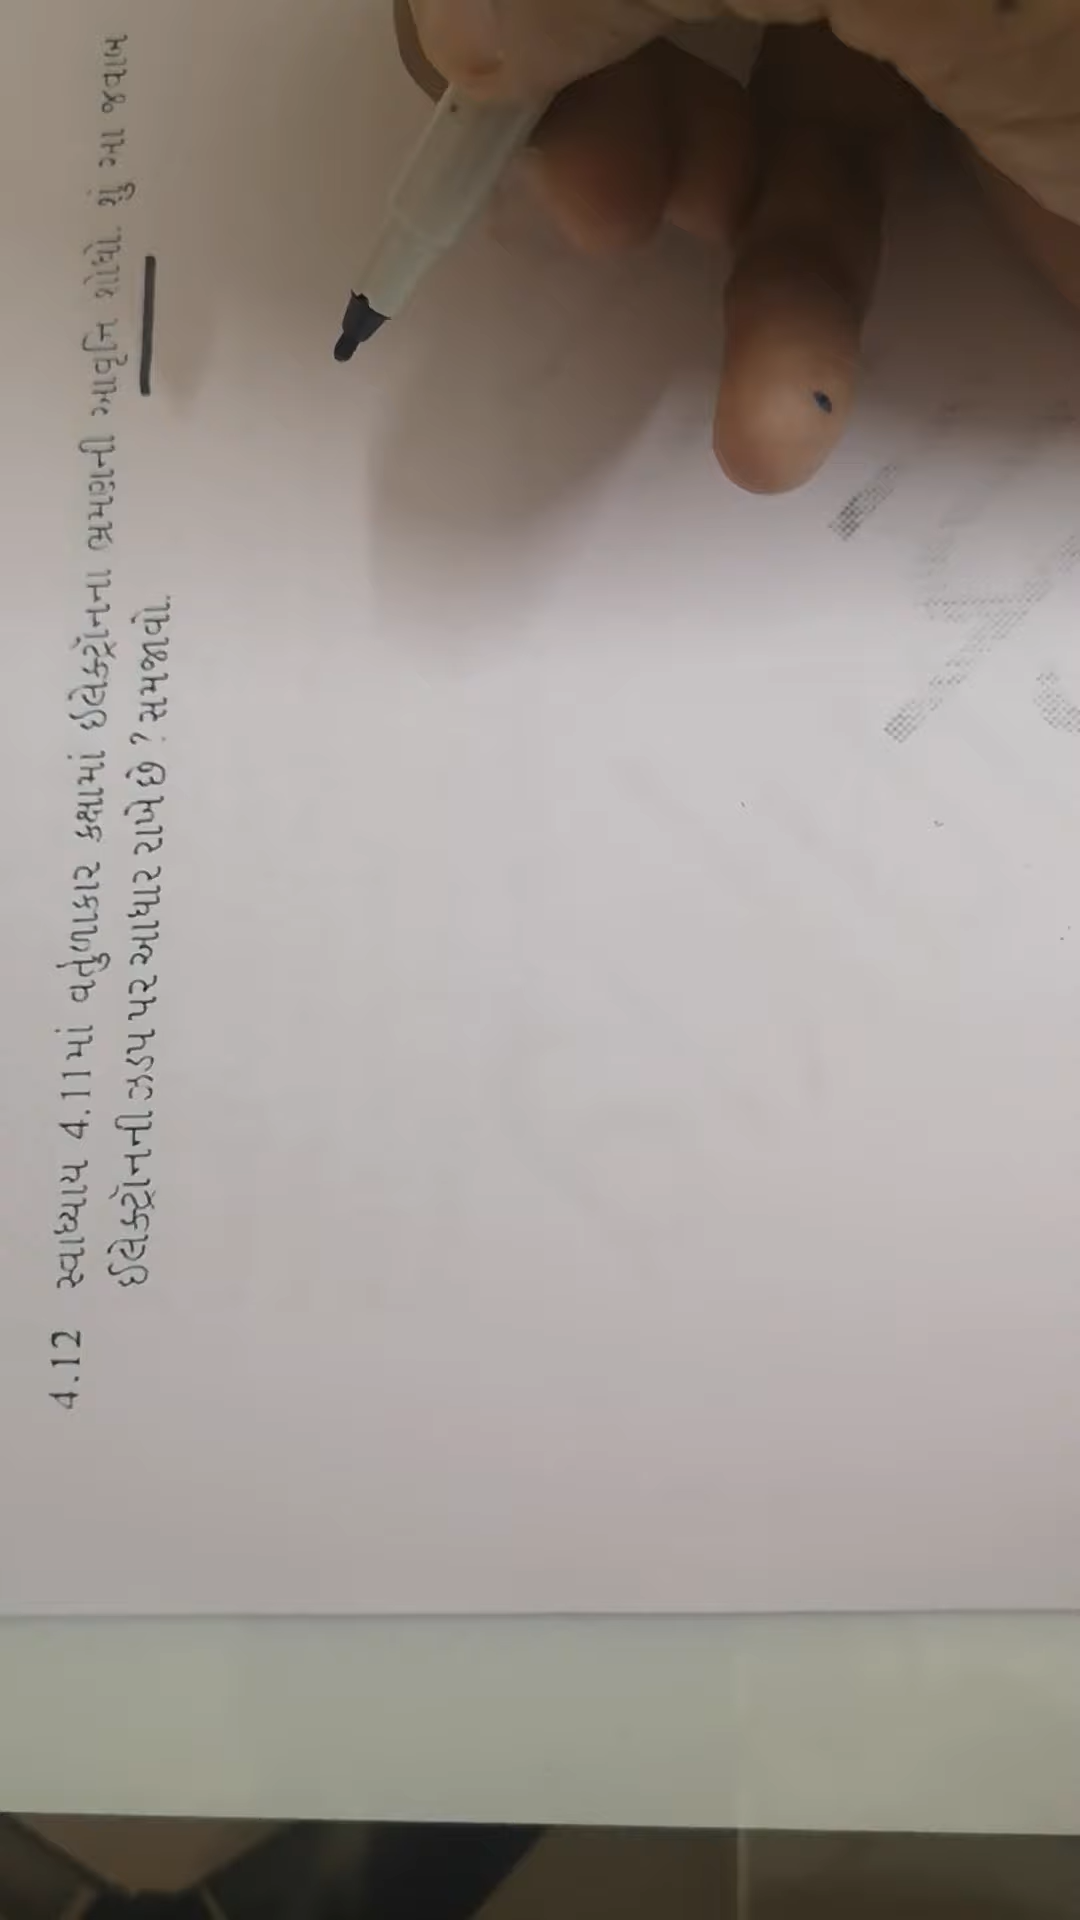 4.12 સ્વાધ્યાય 4.11માં વર્તુળાકાર કક્ષામાં ઇલેક્ટ્રૉનના ભ્રમણની આવૃત્તિ શોધો. શું આ જવાબ
ઇલેક્ટ્રૉનની ઝડપ પર આધાર રાખે છે ? સમજાવો.